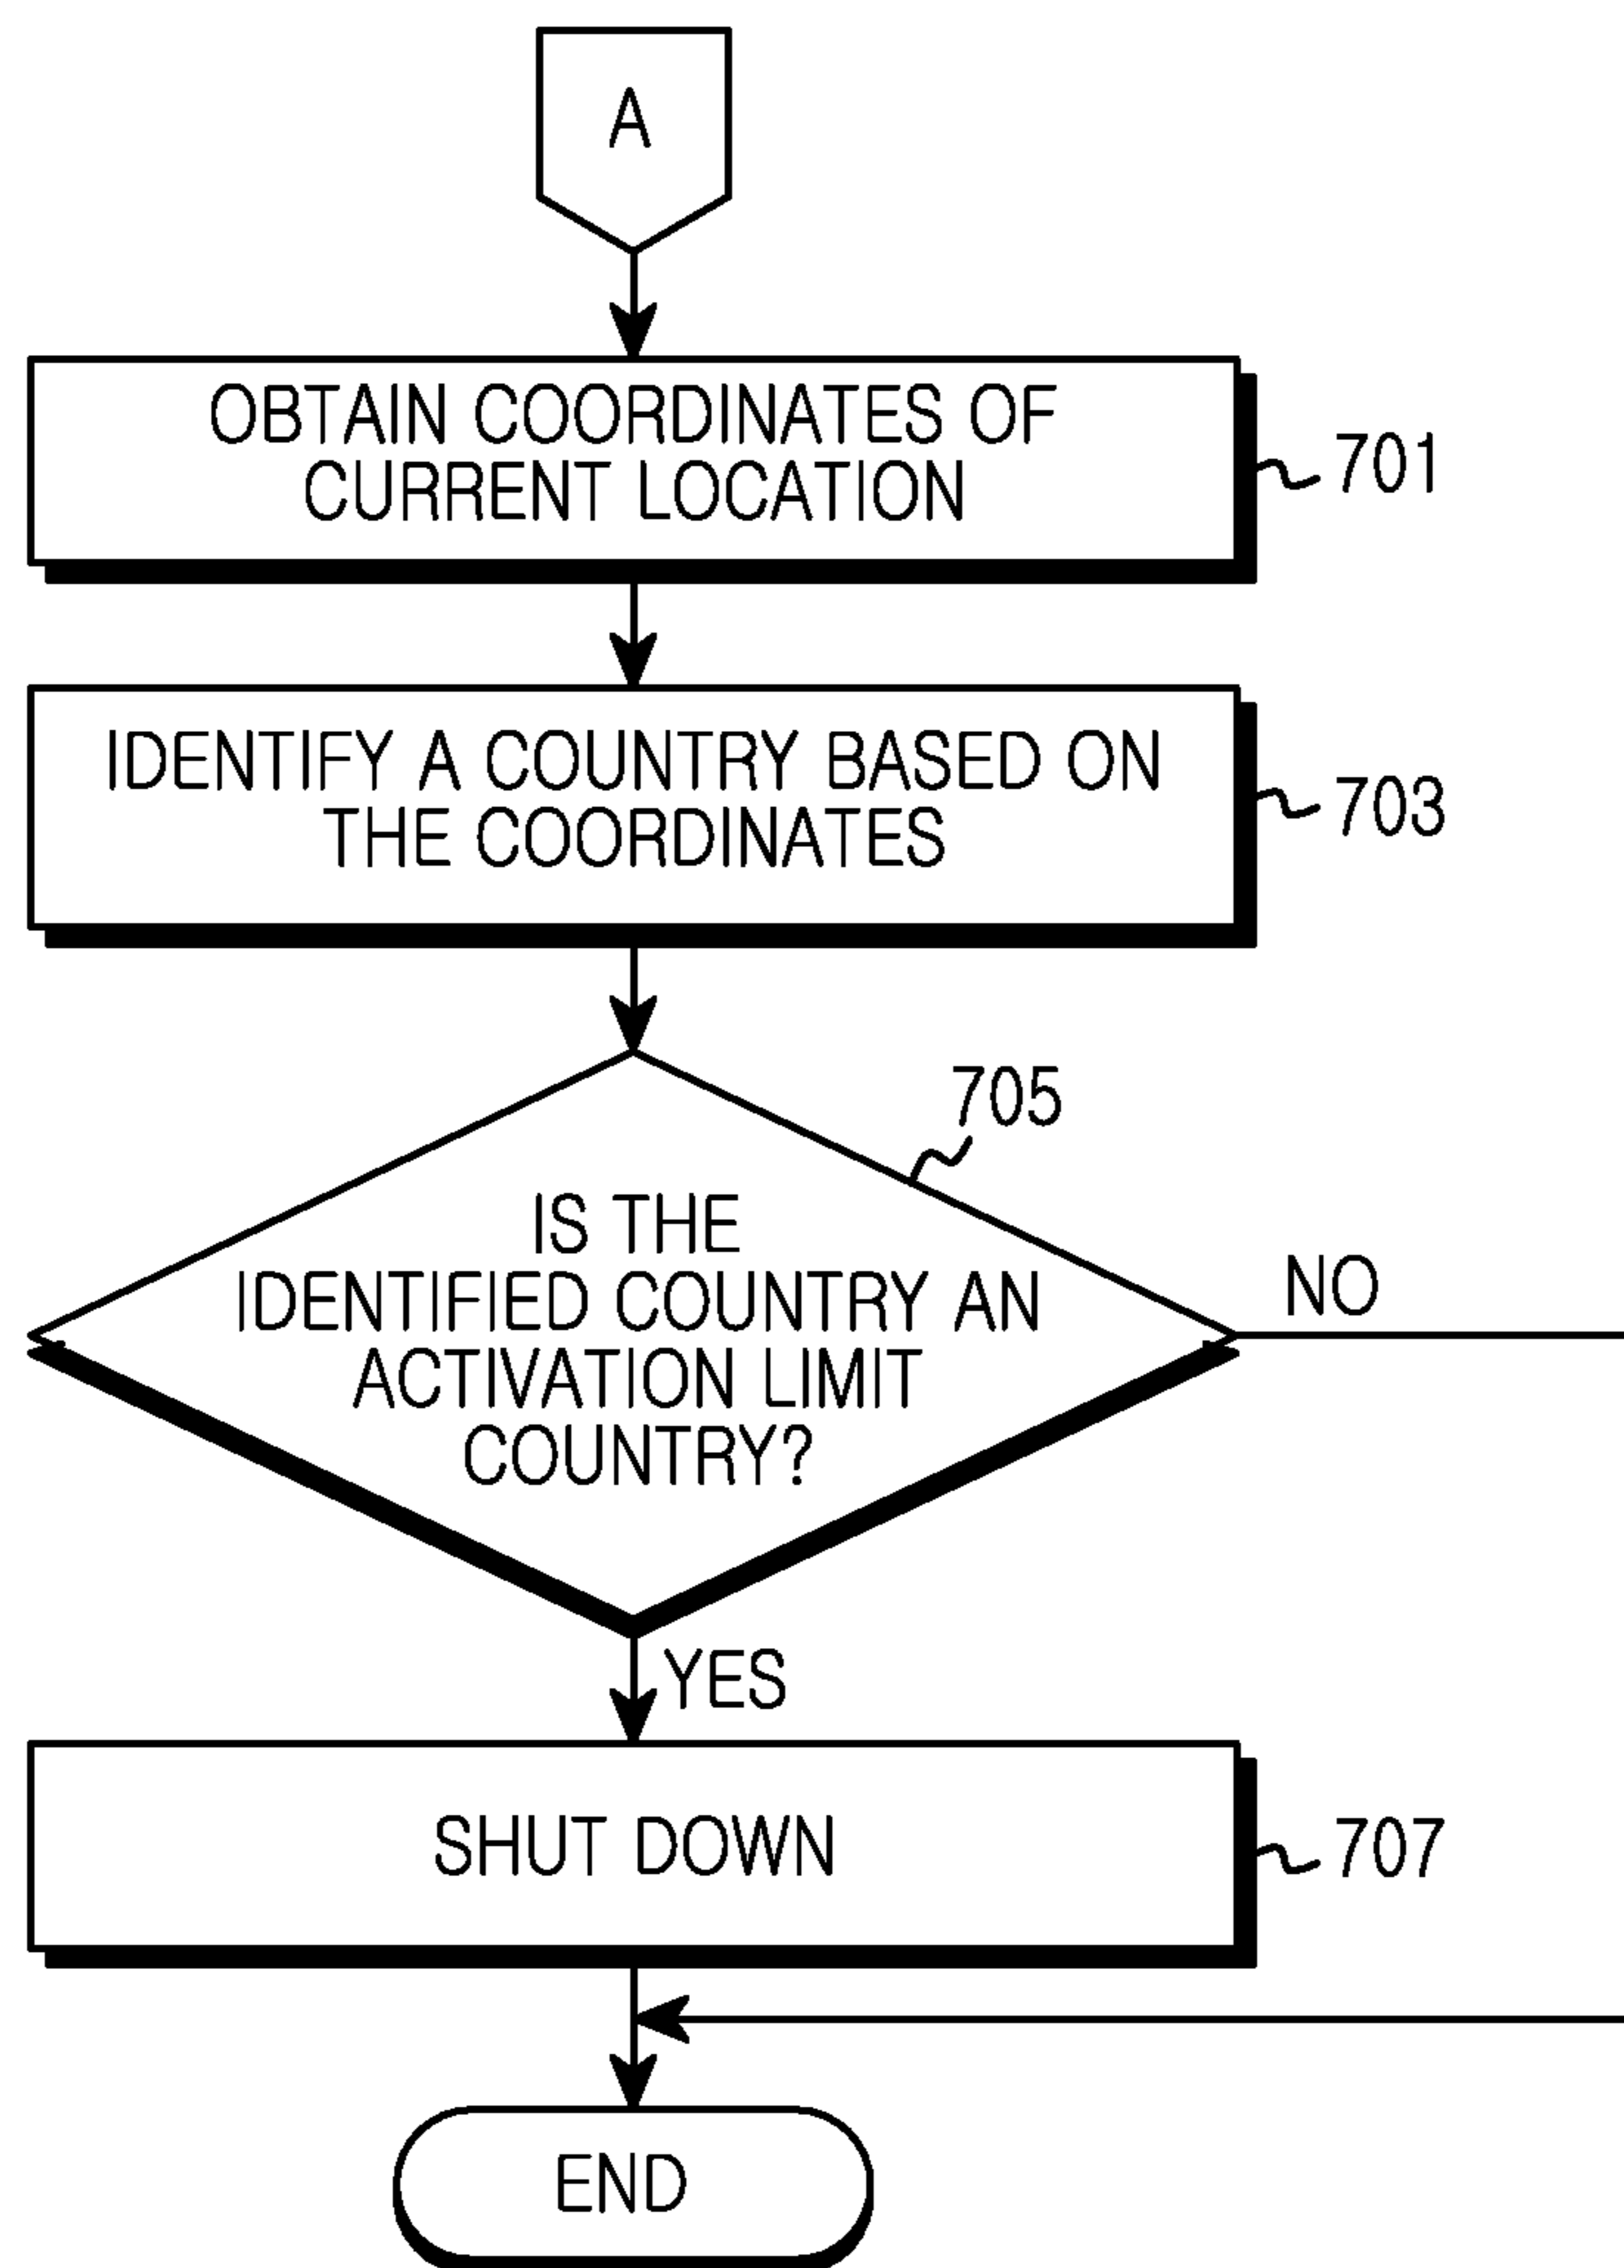 A
OBTAIN COORDINATES OF
CURRENT LOCATION
701
IDENTIFY A COUNTRY BASED ON
THE COORDINATES
703
705
IS THE
IDENTIFIED COUNTRY AN
ACTIVATION LIMIT
COUNTRY?
NO
YES
SHUT DOWN
707
END